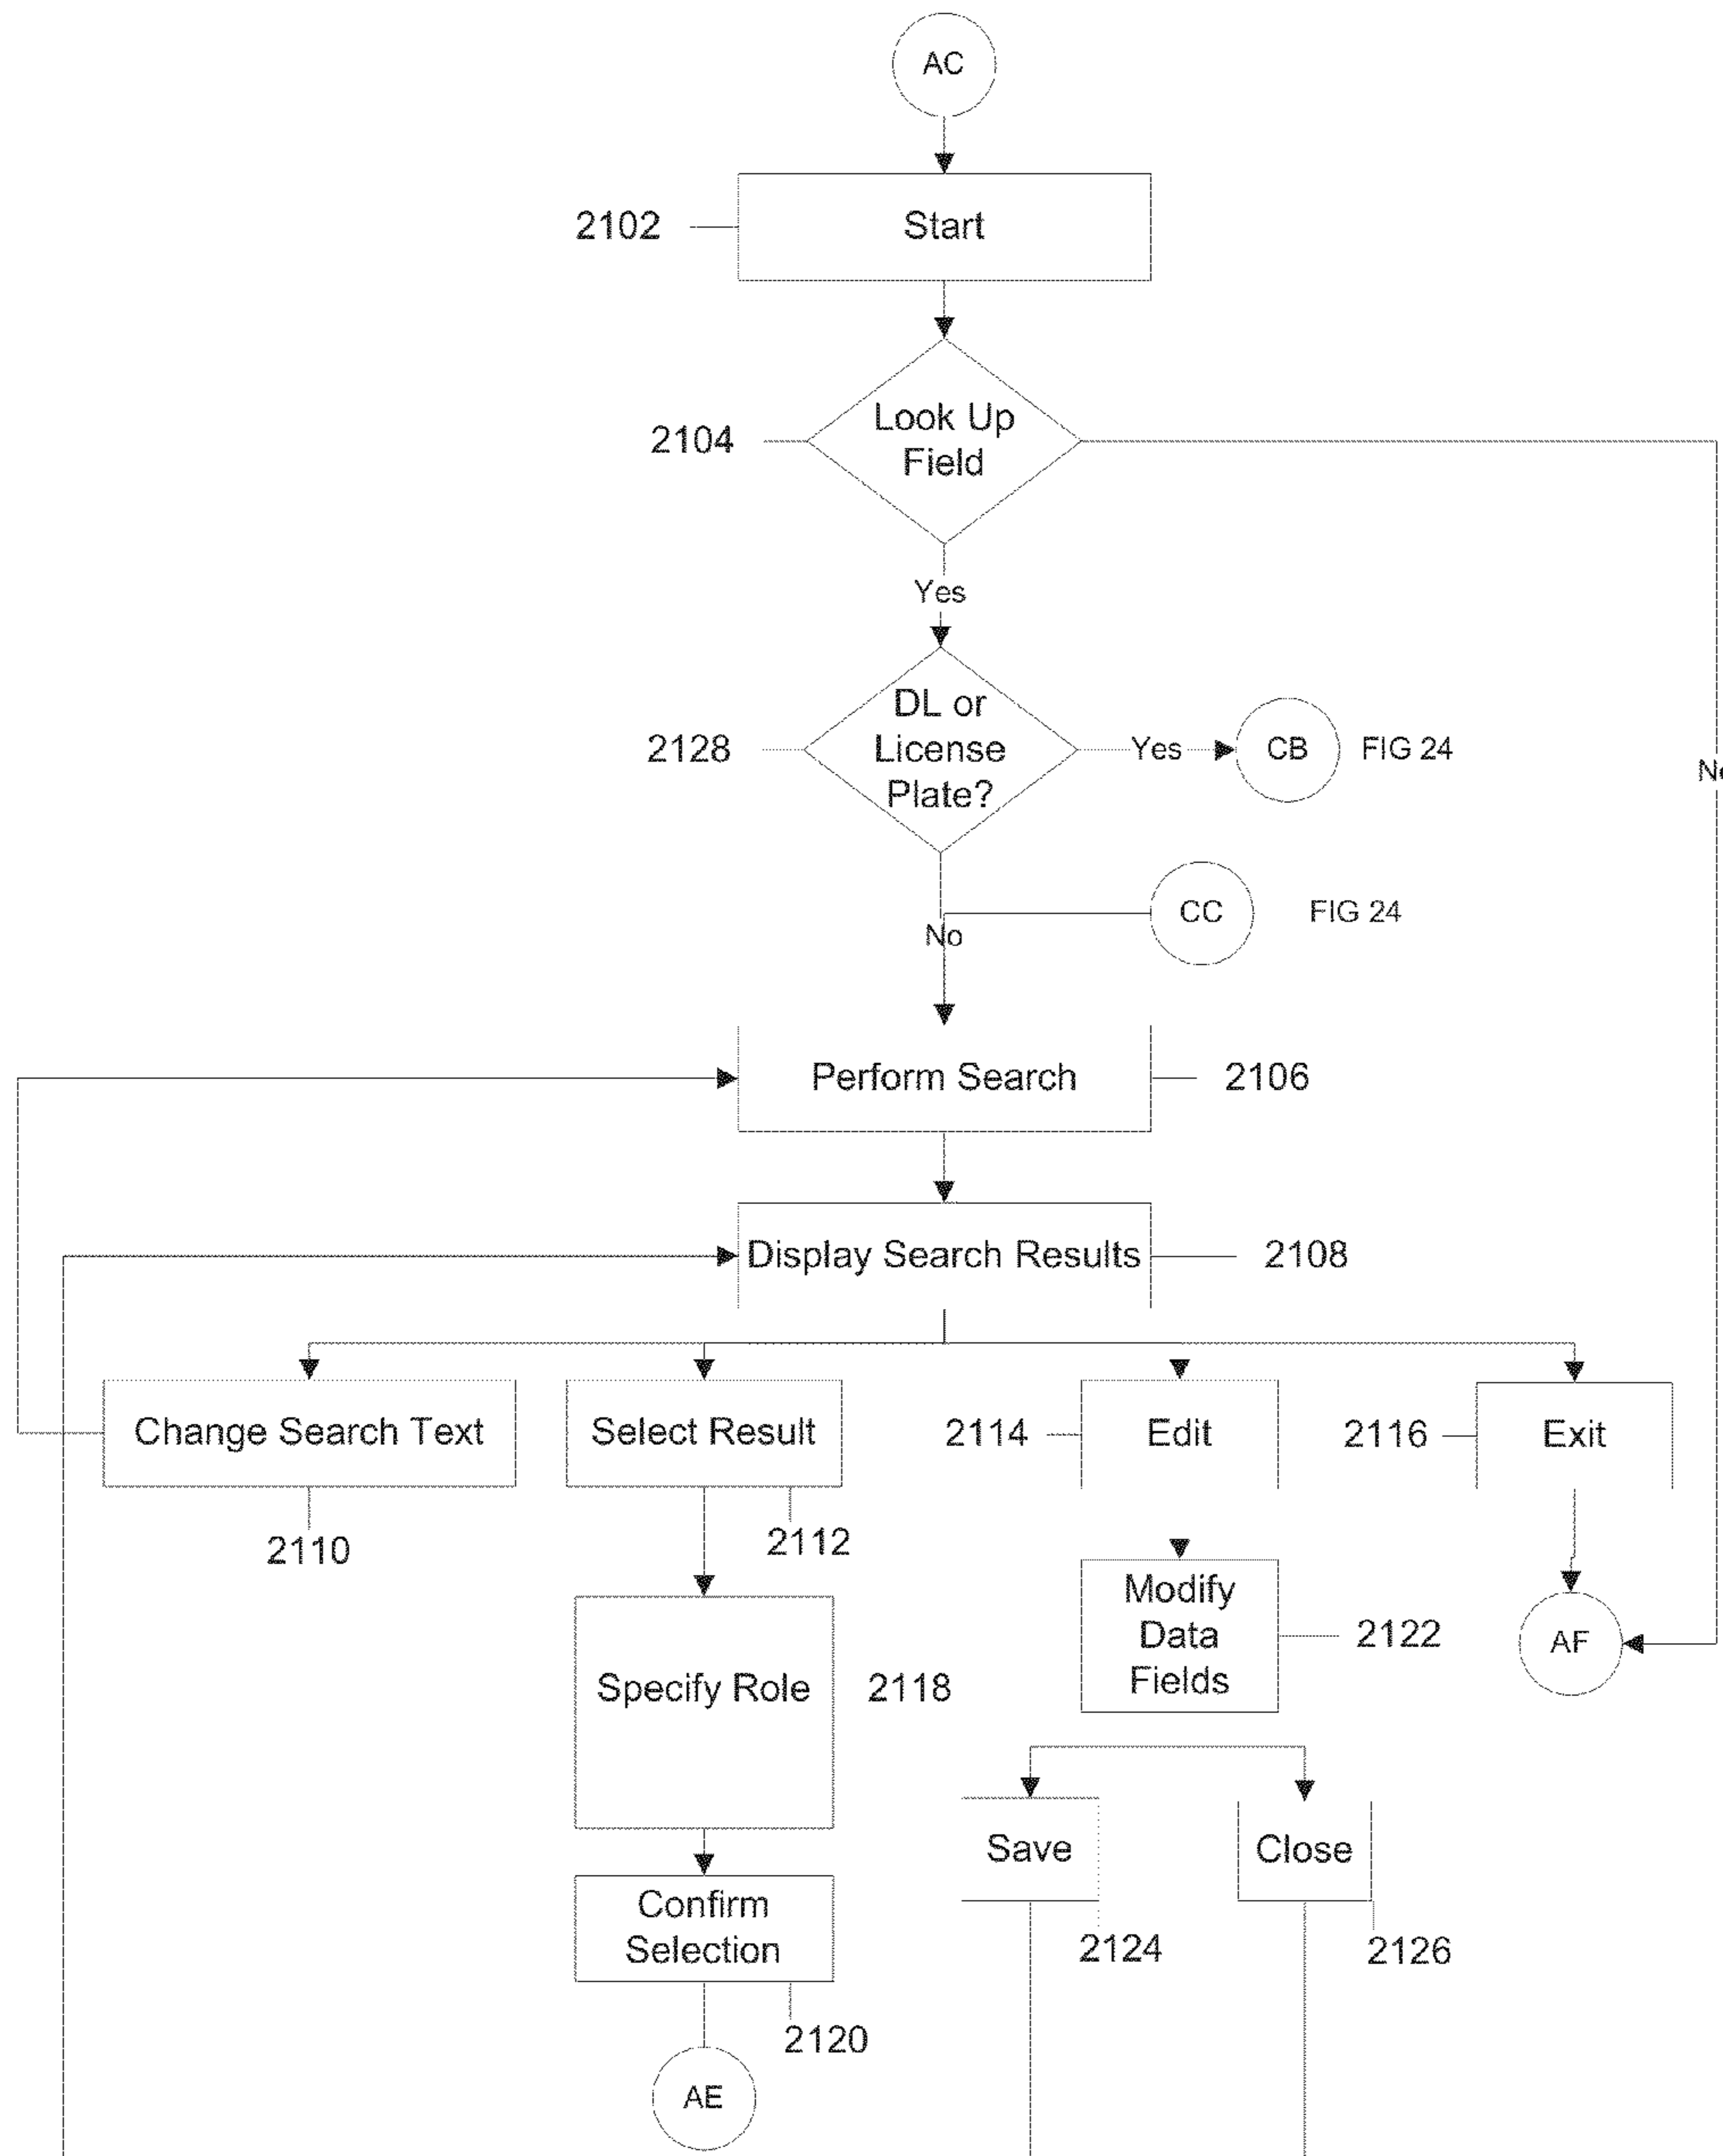 AC
2102
Start
2104
Look Up
Field
Yes
2128
DL or
License
Plate?
Yes
CB
FIG 24
No
CC
FIG 24
No
Perform Search
2106
Display Search Results
2108
Change Search Text
Select Result
2114
Edit
2116
Exit
2110
2112
Modify
Data
Fields
2122
AF
Specify Role
2118
Save
Close
Confirm
Selection
2124
2126
2120
AE